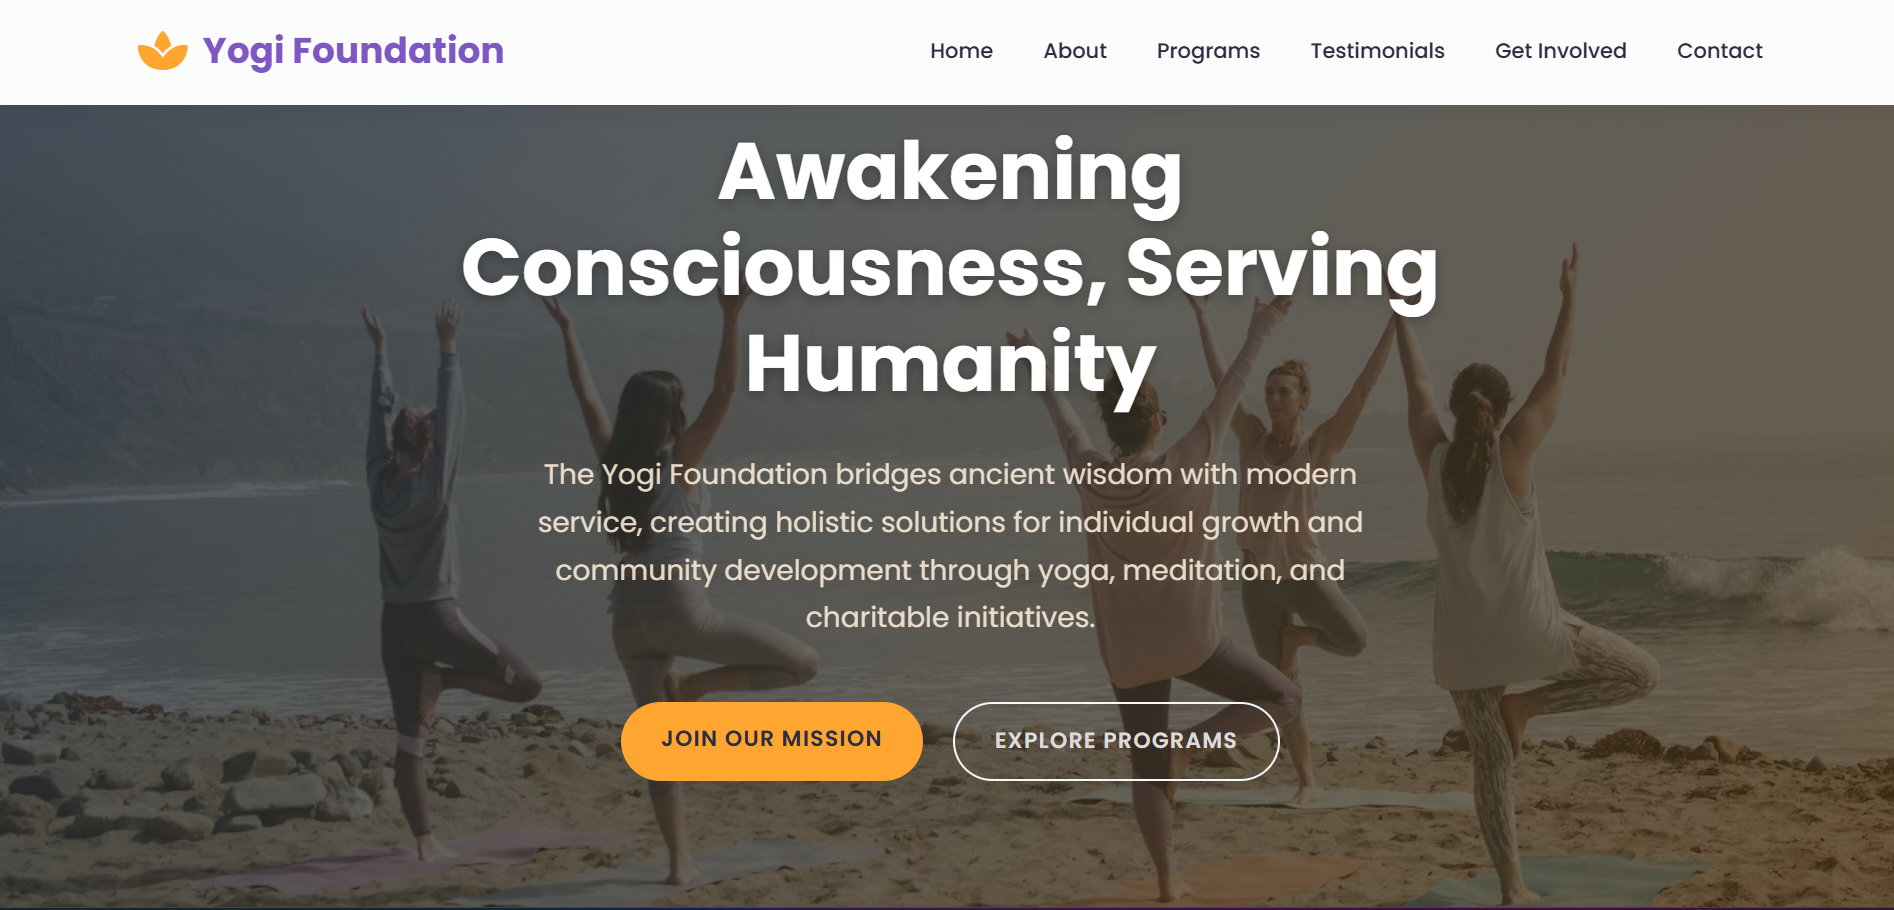 Yogi Foundation
Home About Programs Testimonials Get Involved Contact
Awakening
Consciousness, Serving
Humanity
The Yogi Foundation bridges ancient wisdom with modern
service, creating holistic solutions for individual growth and
community development through yoga, meditation, and
charitable initiatives.
JOIN OUR MISSION
EXPLORE PROGRAMS